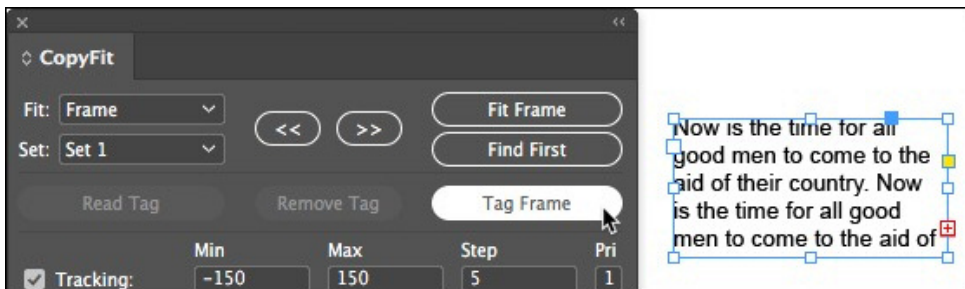 CopyFit
Fit: Frame
<< >>
Fit Frame
Set: Set 1
Find First
Read Tag
Remove Tag
Tag Frame
Min Max Step Pri
Tracking: -150 150 5 1
Now is the time for all
good men to come to the
aid of their country. Now
is the time for all good
men to come to the aid of